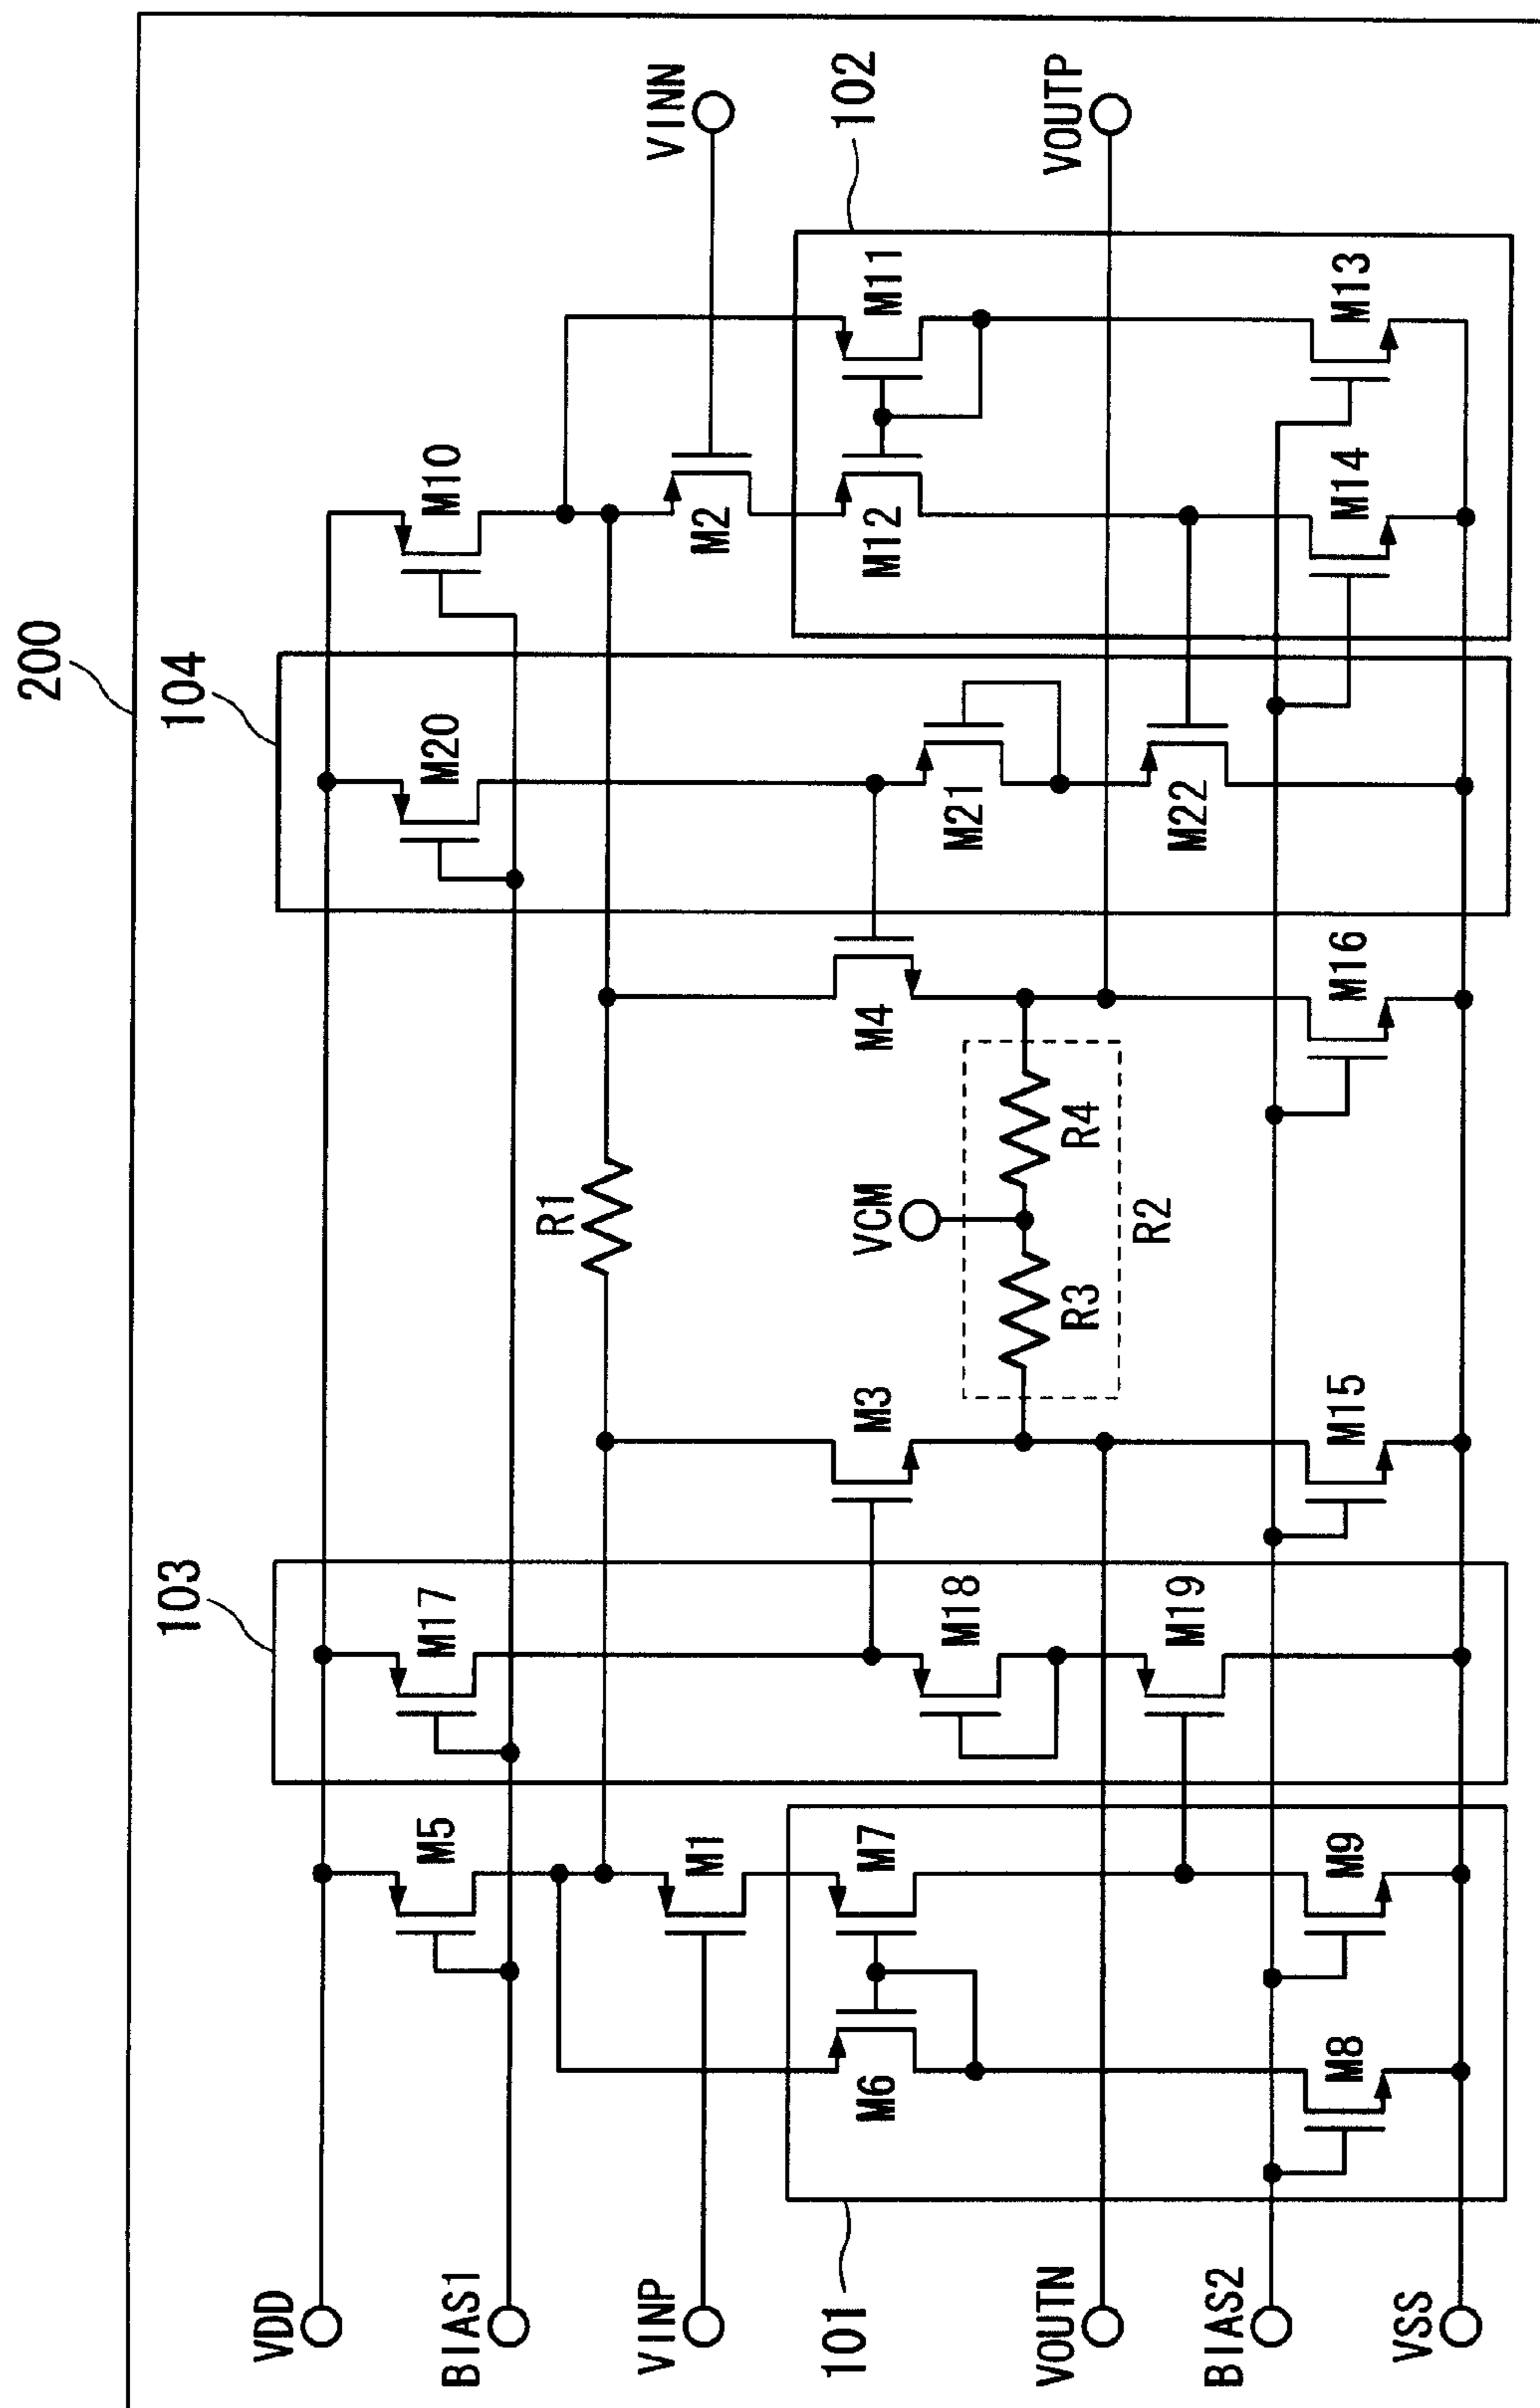 200
103
104
VDD
M5
M17
M20
M10
BIAS1
R1
VINN
VINP
M1
M2
102
101
M6
M7
M18
M3
VCM
M4
M21
M12
M11
R3
R4
R2
VOUTN
VOUTP
M19
M22
BIAS2
M8
M9
M15
M16
M14
M13
VSS